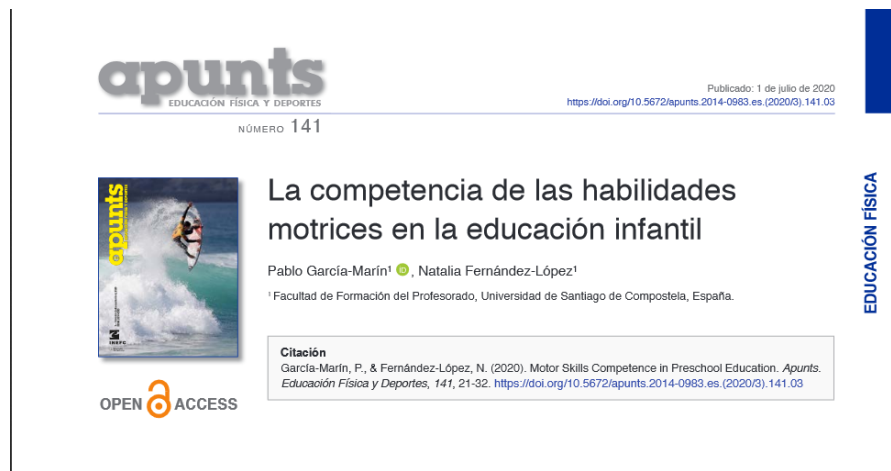 apunts
EDUCACIÓN FÍSICA Y DEPORTES
Publicado: 1 de julio de 2020
https://doi.org/10.5672/apunts.2014-0983.es.(2020/3).141.03
NÚMERO 141
EDUCACIÓN FÍSICA
apunts
INEFC
La competencia de las habilidades
motrices en la educación infantil
Pablo García-Marín¹ iD, Natalia Fernández-López¹
¹ Facultad de Formación del Profesorado, Universidad de Santiago de Compostela, España.
Citación
García-Marín, P., & Fernández-López, N. (2020). Motor Skills Competence in Preschool Education. Apunts.
Educación Física y Deportes, 141, 21-32. https://doi.org/10.5672/apunts.2014-0983.es.(2020/3).141.03
OPEN ACCESS